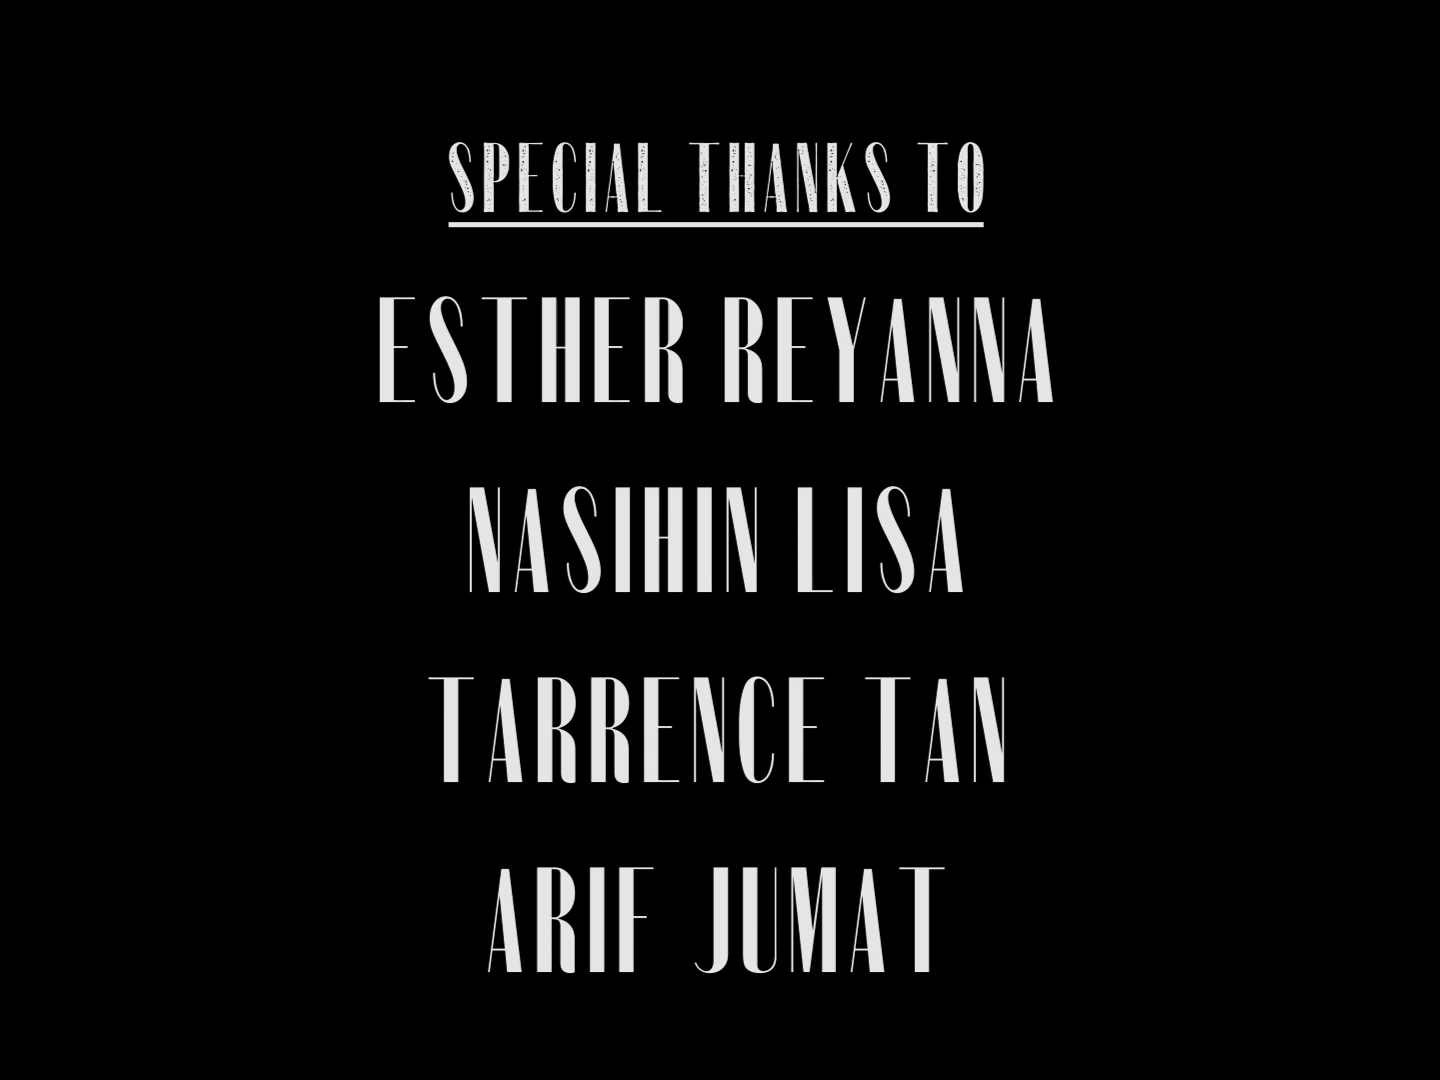 SPECIAL THANKS TO
ESTHER REYANNA
NASIHIN LISA
TARRENCE TAN
ARIF JUMAT